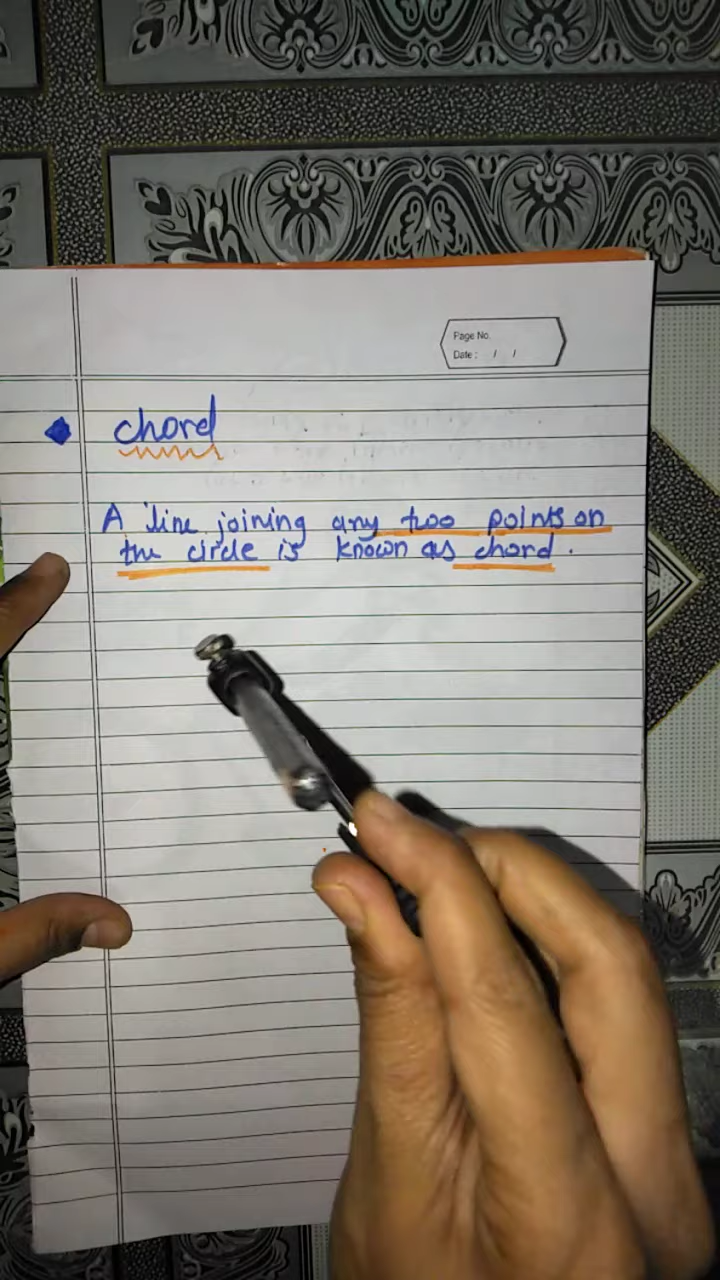 Page No.
Date : / /
chord
A line joining any two points on
the circle is known as chord .